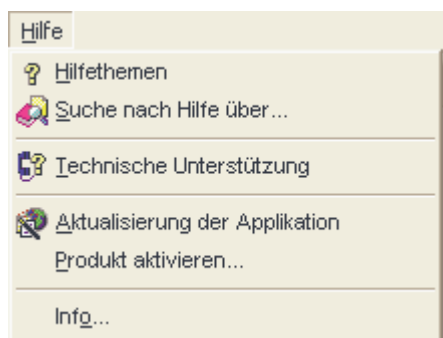 Hilfe
Hilfethemen
Suche nach Hilfe über...
Technische Unterstützung
Aktualisierung der Applikation
Produkt aktivieren...
Info...